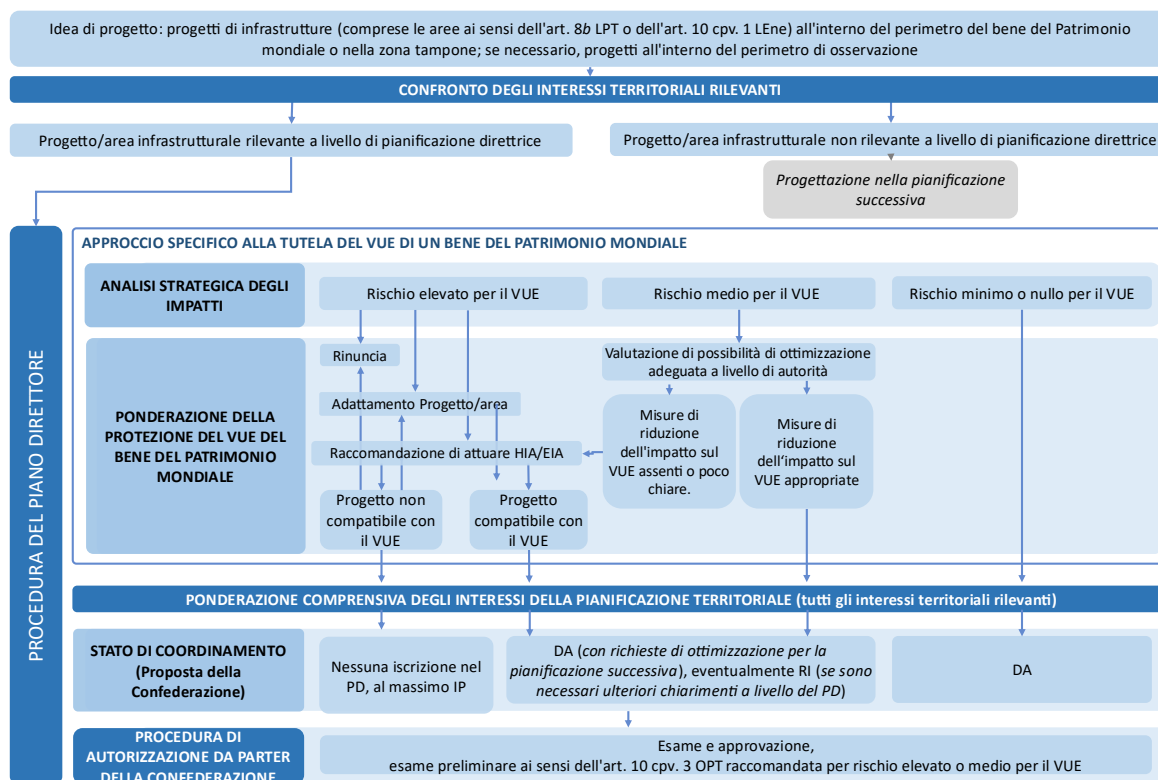 Idea di progetto: progetti di infrastrutture (comprese le aree ai sensi dell'art. 8b LPT o dell'art. 10 cpv. 1 LEne) all'interno del perimetro del bene del Patrimonio
mondiale o nella zona tampone; se necessario, progetti all'interno del perimetro di osservazione
CONFRONTO DEGLI INTERESSI TERRITORIALI RILEVANTI
Progetto/area infrastrutturale rilevante a livello di pianificazione direttrice
Progetto/area infrastrutturale non rilevante a livello di pianificazione direttrice
Progettazione nella pianificazione
successiva
PROCEDURA DEL PIANO DIRETTORE
APPROCCIO SPECIFICO ALLA TUTELA DEL VUE DI UN BENE DEL PATRIMONIO MONDIALE
ANALISI STRATEGICA DEGLI
IMPATTI
Rischio elevato per il VUE
Rischio medio per il VUE
Rischio minimo o nullo per il VUE
PONDERAZIONE DELLA
PROTEZIONE DEL VUE DEL
BENE DEL PATRIMONIO
MONDIALE
Rinuncia
Adattamento Progetto/area
Raccomandazione di attuare HIA/EIA
Progetto non
compatibile con
il VUE
Progetto
compatibile con
il VUE
Valutazione di possibilità di ottimizzazione
adeguata a livello di autorità
Misure di
riduzione
dell'impatto sul
VUE assenti o poco
chiare.
Misure di
riduzione
dell'impatto sul
VUE appropriate
PONDERAZIONE COMPRENSIVA DEGLI INTERESSI DELLA PIANIFICAZIONE TERRITORIALE (tutti gli interessi territoriali rilevanti)
STATO DI COORDINAMENTO
(Proposta della
Confederazione)
Nessuna iscrizione nel
PD, al massimo IP
DA (con richieste di ottimizzazione per la
pianificazione successiva), eventualmente RI (se sono
necessari ulteriori chiarimenti a livello del PD)
DA
PROCEDURA DI
AUTORIZZAZIONE DA PARTER
DELLA CONFEDERAZIONE
Esame e approvazione,
esame preliminare ai sensi dell'art. 10 cpv. 3 OPT raccomandata per rischio elevato o medio per il VUE